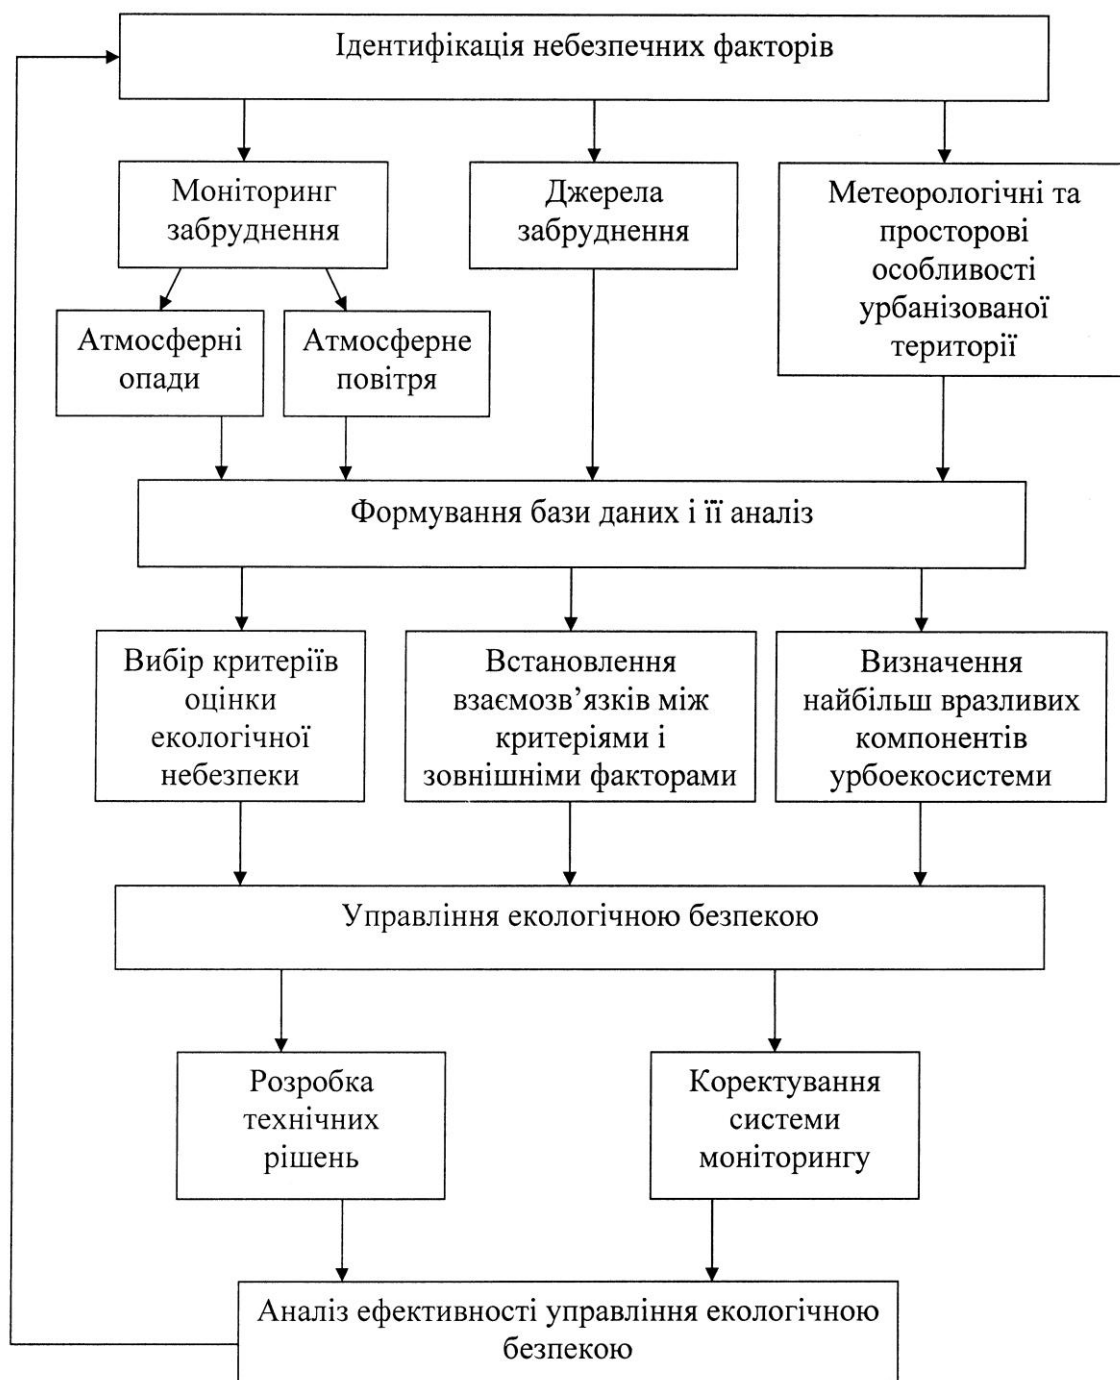 Ідентифікація небезпечних факторів
Моніторинг
забруднення
Джерела
забруднення
Метеорологічні та
просторові
особливості
урбанізованої
території
Атмосферні
опади
Атмосферне
повітря
Формування бази даних і її аналіз
Вибір критеріїв
оцінки
екологічної
небезпеки
Встановлення
взаємозв’язків між
критеріями і
зовнішніми факторами
Визначення
найбільш вразливих
компонентів
урбоекосистеми
Управління екологічною безпекою
Розробка
технічних
рішень
Коректування
системи
моніторингу
Аналіз ефективності управління екологічною
безпекою